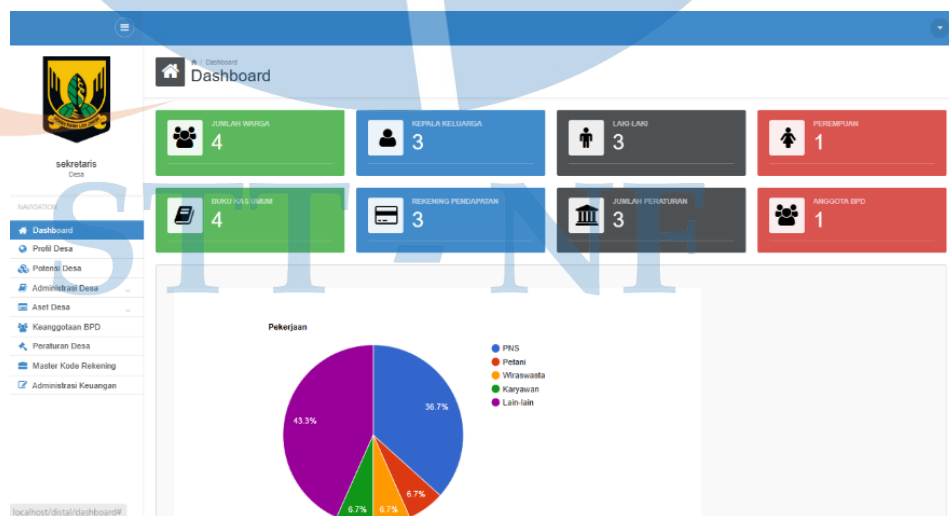 / Dashboard
Dashboard
sekretaris
Desa
NAVIGATION
Dashboard
Profil Desa
Potensi Desa
Administrasi Desa
Aset Desa
Keanggotaan BPD
Peraturan Desa
Master Kode Rekening
Administrasi Keuangan
JUMLAH WARGA
4
KEPALA KELUARGA
3
LAKI-LAKI
3
PEREMPUAN
1
BUKU KAS UMUM
4
REKENING PENDAPATAN
3
JUMLAH PERATURAN
3
ANGGOTA BPD
1
STT - NF
Pekerjaan
PNS
Petani
Wiraswasta
Karyawan
Lain-lain
36.7%
43.3%
6.7%
6.7%
6.7%
localhost/distal/dashboard#